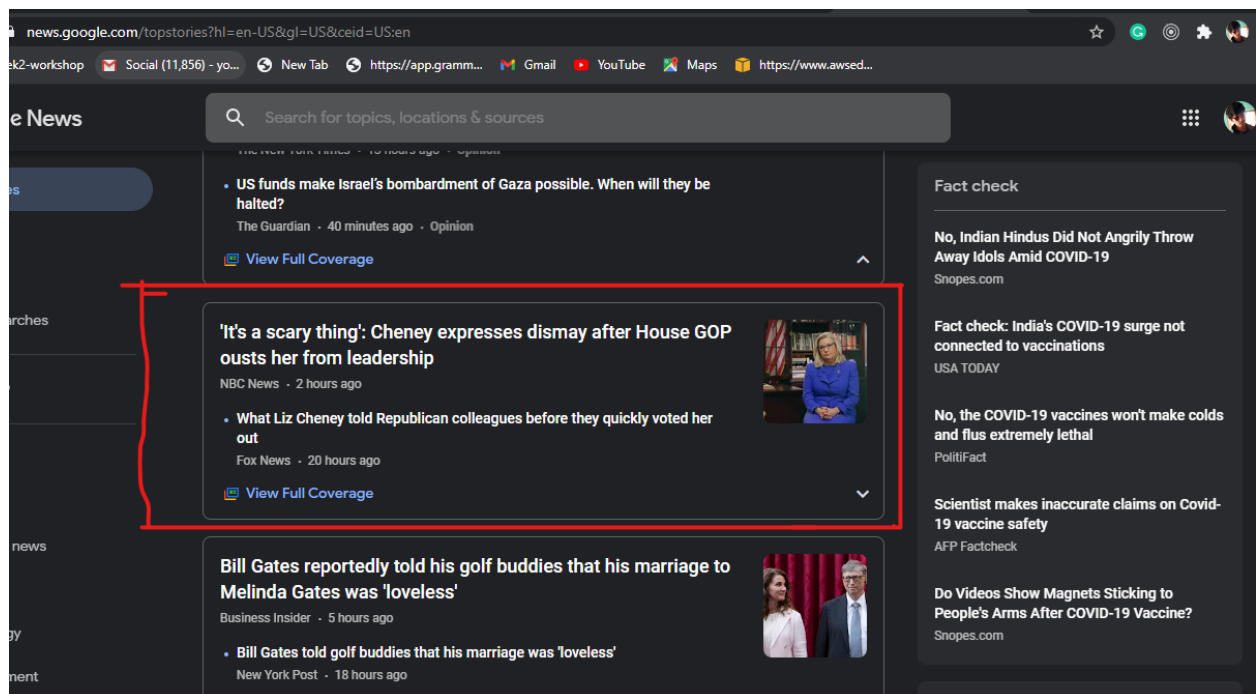 news.google.com/topstories?hl=en-US&gl=US&ceid=US:en
ek2-workshop Social (11,856) - yo... New Tab https://app.gramm... Gmail YouTube Maps https://www.awsed...
e News Search for topics, locations & sources
The New York Times · 15 hours ago · Opinion
US funds make Israel's bombardment of Gaza possible. When will they be
halted?
The Guardian · 40 minutes ago · Opinion
View Full Coverage
'It's a scary thing': Cheney expresses dismay after House GOP
ousts her from leadership
NBC News · 2 hours ago
• What Liz Cheney told Republican colleagues before they quickly voted her
out
Fox News · 20 hours ago
View Full Coverage
Bill Gates reportedly told his golf buddies that his marriage to
Melinda Gates was 'loveless'
Business Insider · 5 hours ago
• Bill Gates told golf buddies that his marriage was 'loveless'
New York Post · 18 hours ago
es
arches
news
gy
ment
Fact check
No, Indian Hindus Did Not Angrily Throw
Away Idols Amid COVID-19
Snopes.com
Fact check: India's COVID-19 surge not
connected to vaccinations
USA TODAY
No, the COVID-19 vaccines won't make colds
and flus extremely lethal
PolitiFact
Scientist makes inaccurate claims on Covid-
19 vaccine safety
AFP Factcheck
Do Videos Show Magnets Sticking to
People's Arms After COVID-19 Vaccine?
Snopes.com